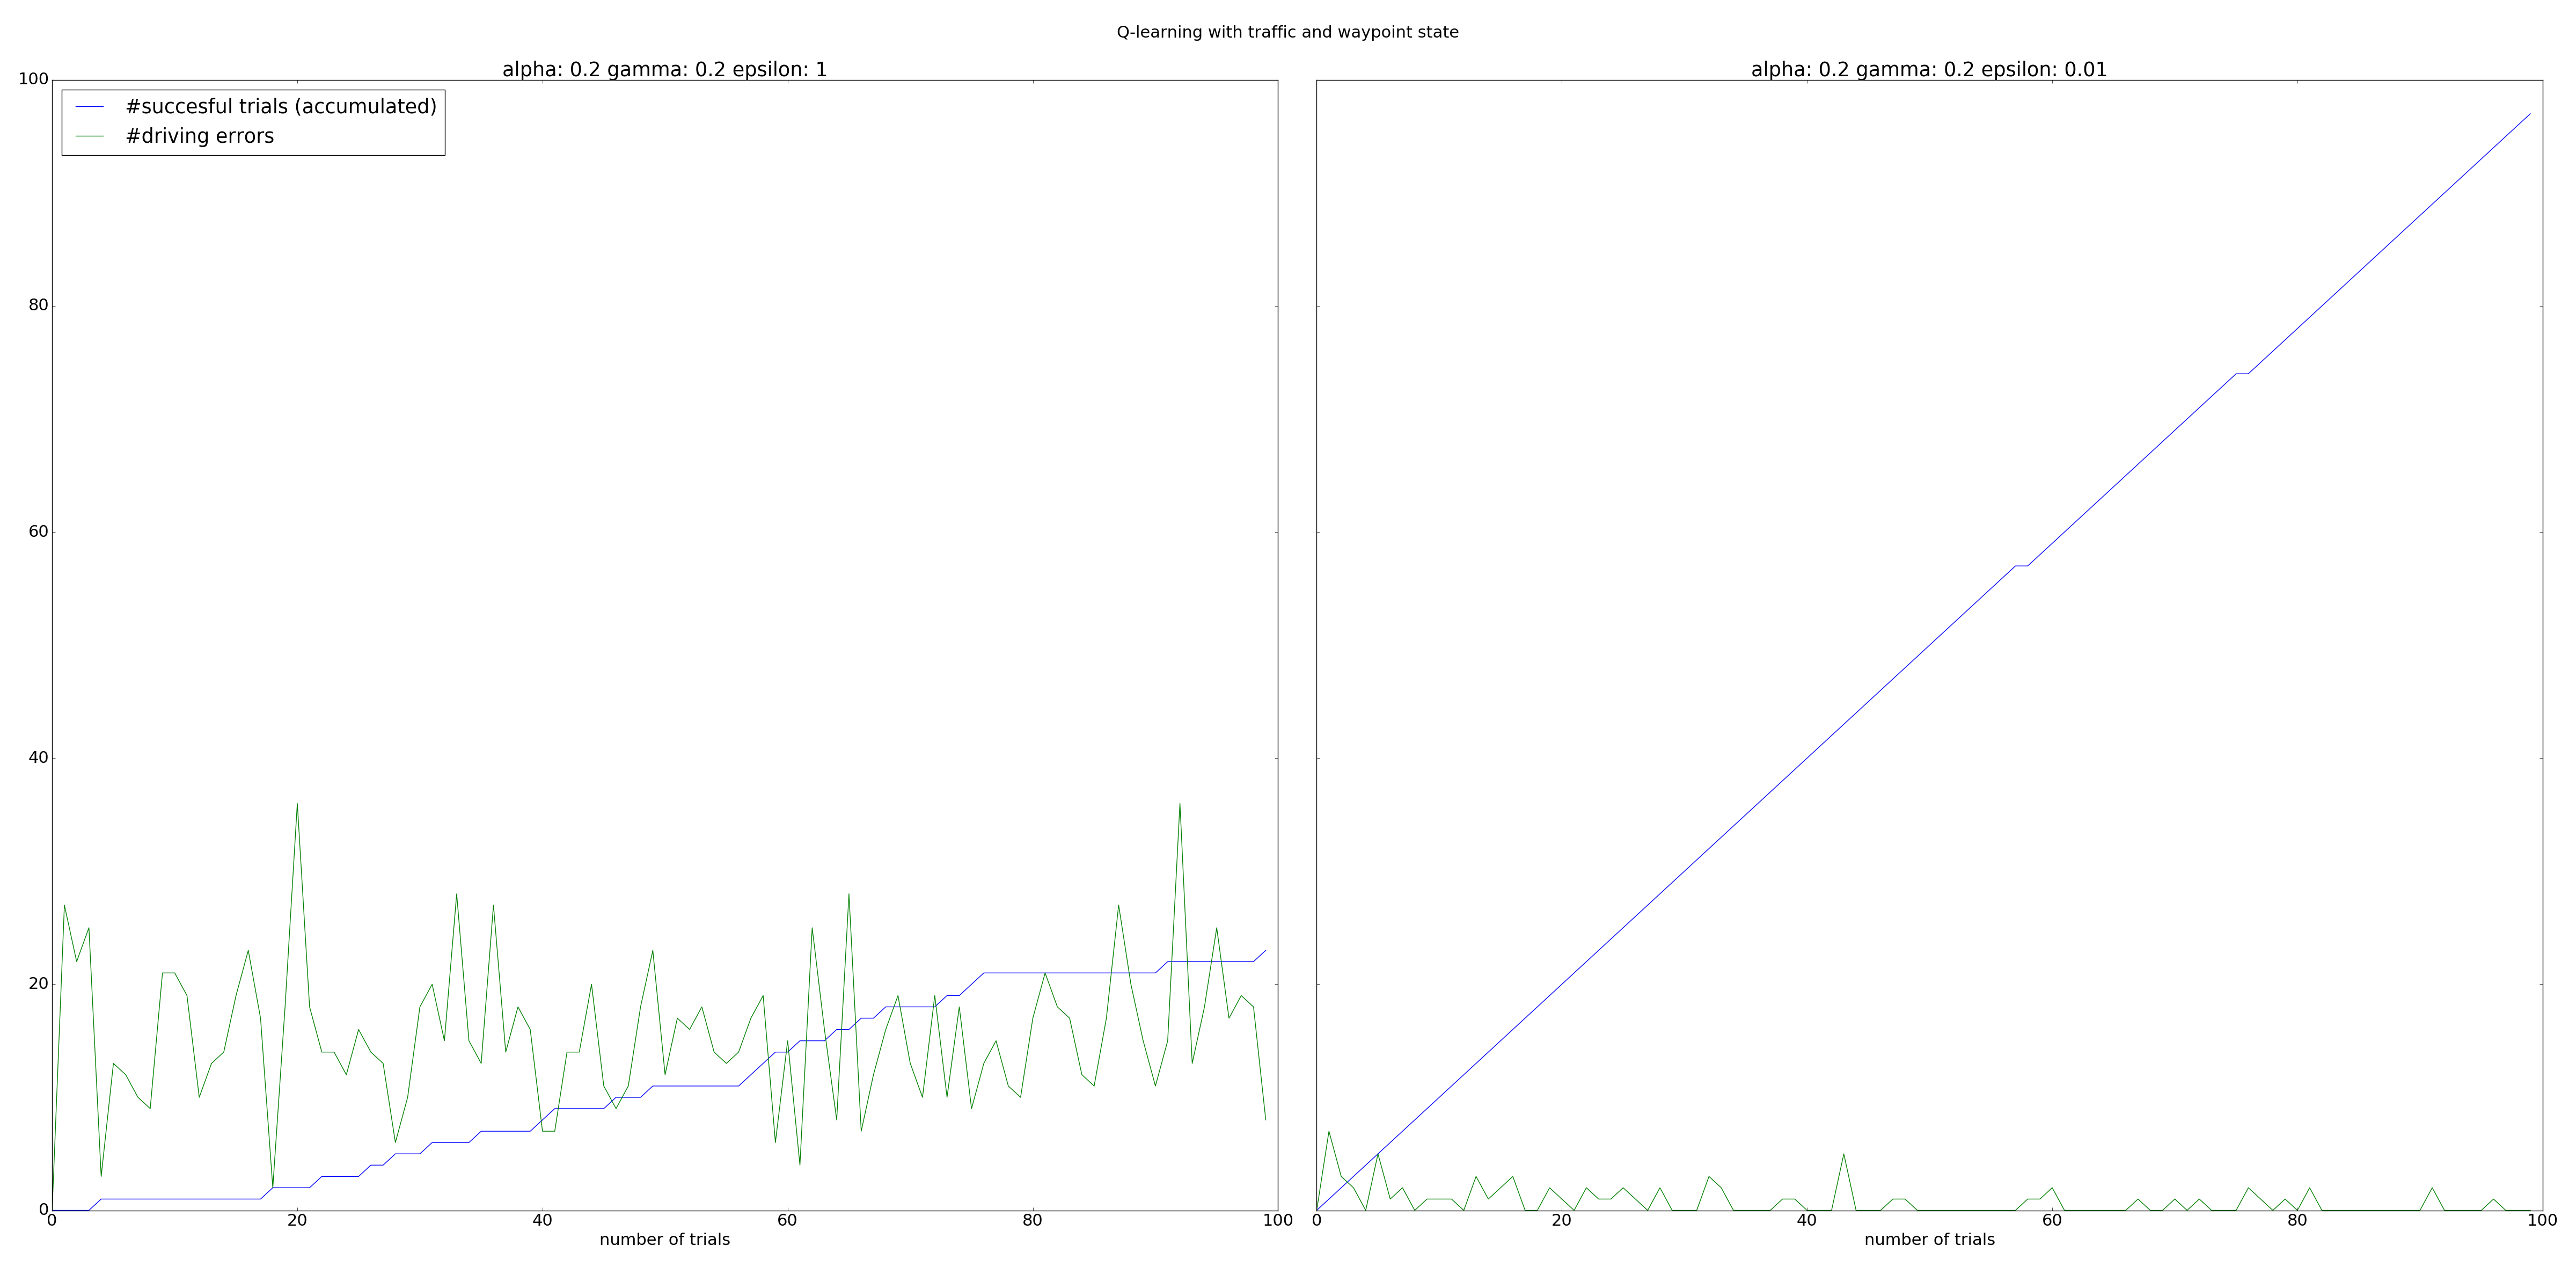 Q-learning with traffic and waypoint state
alpha: 0.2 gamma: 0.2 epsilon: 1
#succesful trials (accumulated)
#driving errors
100
80
60
40
20
0
0 20 40 60 80 100
number of trials
alpha: 0.2 gamma: 0.2 epsilon: 0.01
0 20 40 60 80 100
number of trials